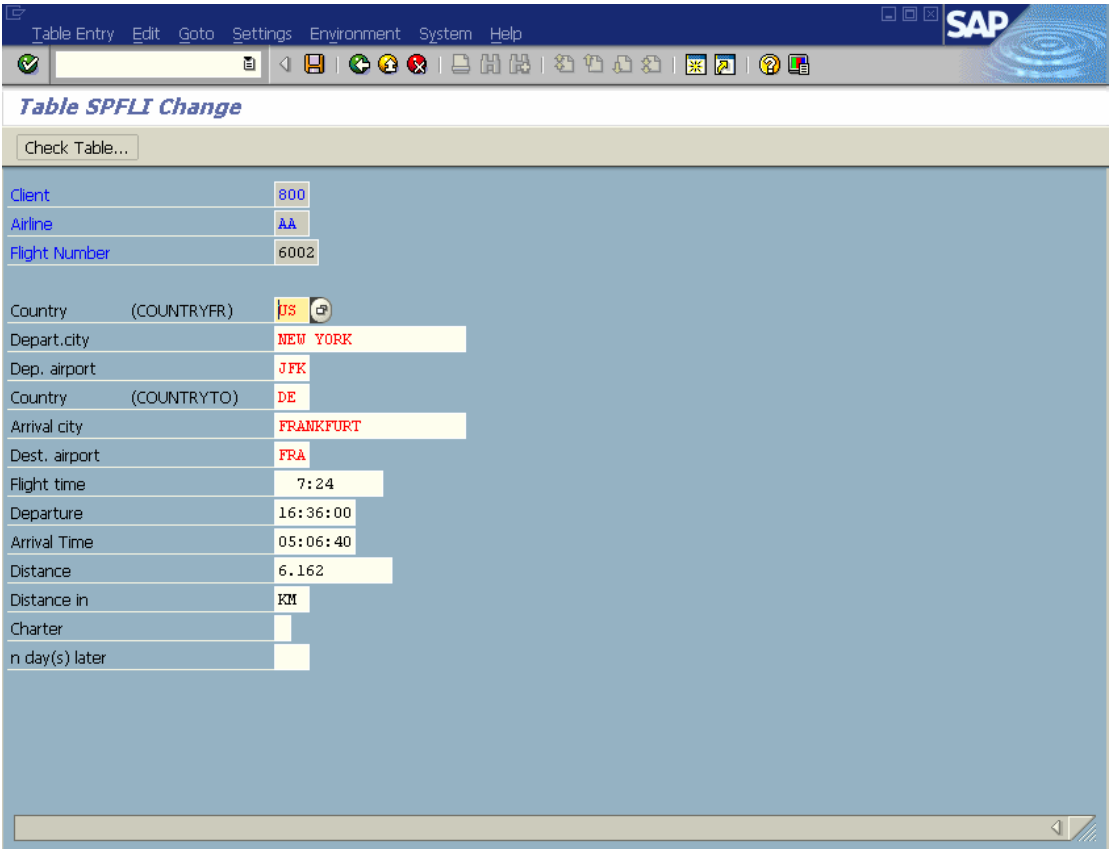 Table Entry Edit Goto Settings Environment System Help
SAP
Table SPFLI Change
Check Table...
Client 800
Airline AA
Flight Number 6002
Country (COUNTRYFR) US
Depart.city NEW YORK
Dep. airport JFK
Country (COUNTRYTO) DE
Arrival city FRANKFURT
Dest. airport FRA
Flight time 7:24
Departure 16:36:00
Arrival Time 05:06:40
Distance 6.162
Distance in KM
Charter
n day(s) later